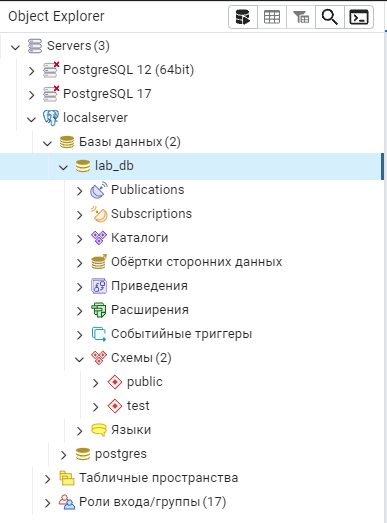 Object Explorer
Servers (3)
PostgreSQL 12 (64bit)
PostgreSQL 17
localserver
Базы данных (2)
lab_db
Publications
Subscriptions
Каталоги
Обёртки сторонних данных
Приведения
Расширения
Событийные триггеры
Схемы (2)
public
test
Языки
postgres
Табличные пространства
Роли входа/группы (17)